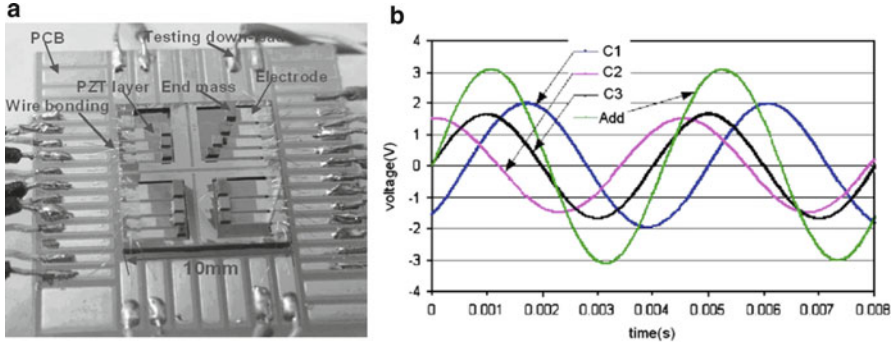 a
PCB
Testing down-lead
PZT layer
End mass
Electrode
Wire bonding
10mm
b
4
3
2
1
0
-1
-2
-3
-4
voltage(V)
C1
C2
C3
Add
0
0.001
0.002
0.003
0.004
0.005
0.006
0.007
0.008
time(s)